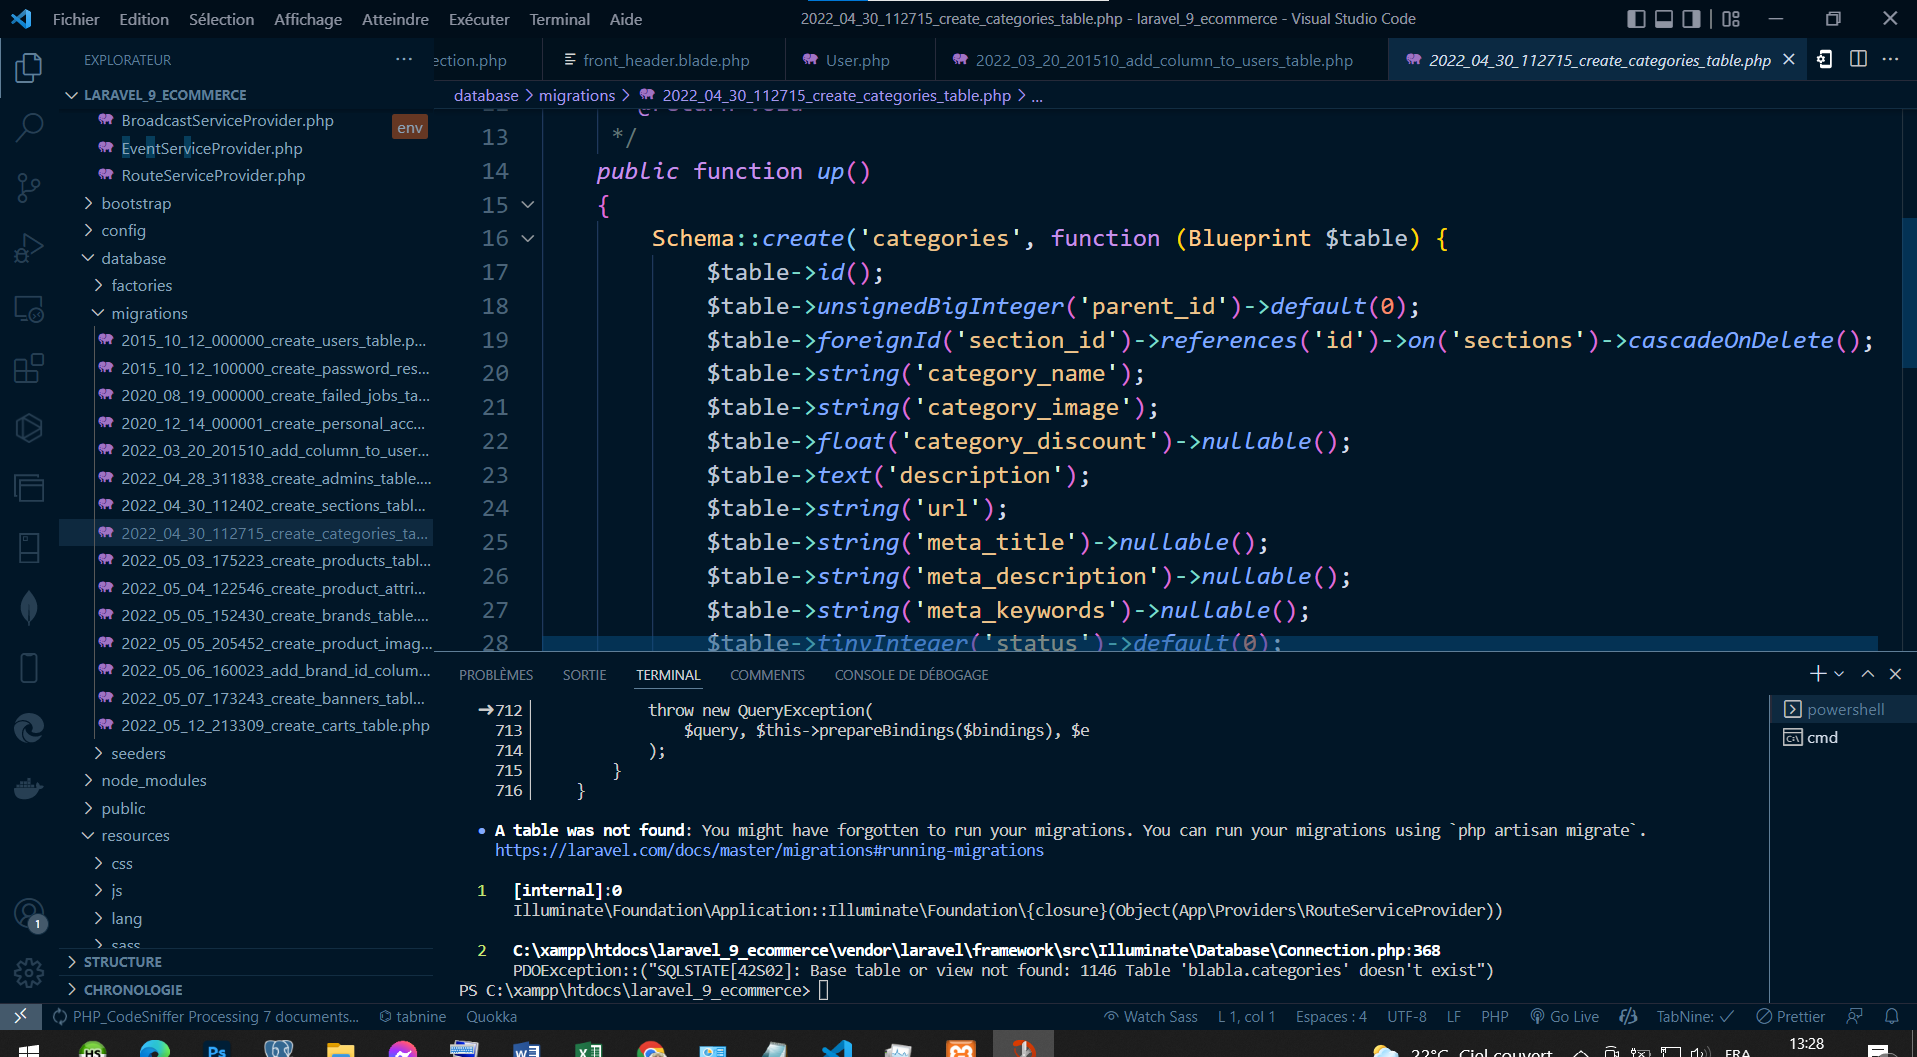 Fichier Edition Sélection Affichage Atteindre Exécuter Terminal Aide
2022_04_30_112715_create_categories_table.php - laravel_9_ecommerce - Visual Studio Code
EXPLORATEUR
LARAVEL_9_ECOMMERCE
BroadcastServiceProvider.php
env
EventServiceProvider.php
RouteServiceProvider.php
bootstrap
config
database
factories
migrations
2015_10_12_000000_create_users_table.p...
2015_10_12_100000_create_password_res...
2020_08_19_000000_create_failed_jobs_ta...
2020_12_14_000001_create_personal_acc...
2022_03_20_201510_add_column_to_user...
2022_04_28_311838_create_admins_table....
2022_04_30_112402_create_sections_tabl...
2022_04_30_112715_create_categories_ta...
2022_05_03_175223_create_products_tabl...
2022_05_04_122546_create_product_attri...
2022_05_05_152430_create_brands_table....
2022_05_05_205452_create_product_imag...
2022_05_06_160023_add_brand_id_colum...
2022_05_07_173243_create_banners_tabl...
2022_05_12_213309_create_carts_table.php
seeders
node_modules
public
resources
css
js
lang
sass
STRUCTURE
CHRONOLOGIE
ection.php front_header.blade.php User.php 2022_03_20_201510_add_column_to_users_table.php 2022_04_30_112715_create_categories_table.php
database > migrations > 2022_04_30_112715_create_categories_table.php > ...
13 */
14 public function up()
15 {
16 Schema::create('categories', function (Blueprint $table) {
17 $table->id();
18 $table->unsignedBigInteger('parent_id')->default(0);
19 $table->foreignId('section_id')->references('id')->on('sections')->cascadeOnDelete();
20 $table->string('category_name');
21 $table->string('category_image');
22 $table->float('category_discount')->nullable();
23 $table->text('description');
24 $table->string('url');
25 $table->string('meta_title')->nullable();
26 $table->string('meta_description')->nullable();
27 $table->string('meta_keywords')->nullable();
28 $table->tinyInteger('status')->default(0);
PROBLÈMES SORTIE TERMINAL COMMENTS CONSOLE DE DÉBOGAGE
➜712 throw new QueryException(
713 $query, $this->prepareBindings($bindings), $e
714 );
715 }
716 }
• A table was not found: You might have forgotten to run your migrations. You can run your migrations using `php artisan migrate`.
https://laravel.com/docs/master/migrations#running-migrations
1 [internal]:0
Illuminate\Foundation\Application::Illuminate\Foundation\{closure}(Object(App\Providers\RouteServiceProvider))
2 C:\xampp\htdocs\laravel_9_ecommerce\vendor\laravel\framework\src\Illuminate\Database\Connection.php:368
PDOException::("SQLSTATE[42S02]: Base table or view not found: 1146 Table 'blabla.categories' doesn't exist")
PS C:\xampp\htdocs\laravel_9_ecommerce>
powershell
cmd
1
PHP_CodeSniffer Processing 7 documents... tabnine Quokka
Watch Sass L 1, col 1 Espaces : 4 UTF-8 LF PHP Go Live TabNine: ✓ Prettier
HS Ps
22°C Ciel couvert FRA 13:28